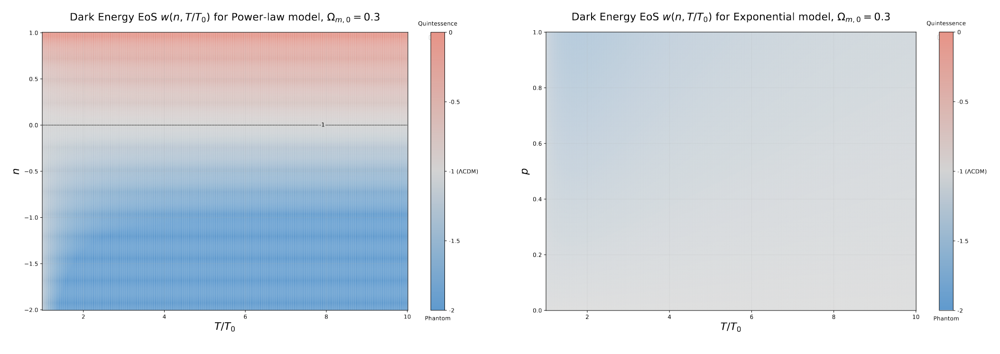 Dark Energy EoS w(n, T/T₀) for Power-law model, Ωₘ,₀ = 0.3
Quintessence
1.0
0.5
0.0
−0.5
−1.0
−1.5
−2.0
n
-1
2
4
6
8
10
T/T₀
0
-0.5
-1 (ΛCDM)
-1.5
-2
Phantom
Dark Energy EoS w(n, T/T₀) for Exponential model, Ωₘ,₀ = 0.3
Quintessence
1.0
0.8
0.6
0.4
0.2
0.0
p
2
4
6
8
10
T/T₀
0
-0.5
-1 (ΛCDM)
-1.5
-2
Phantom